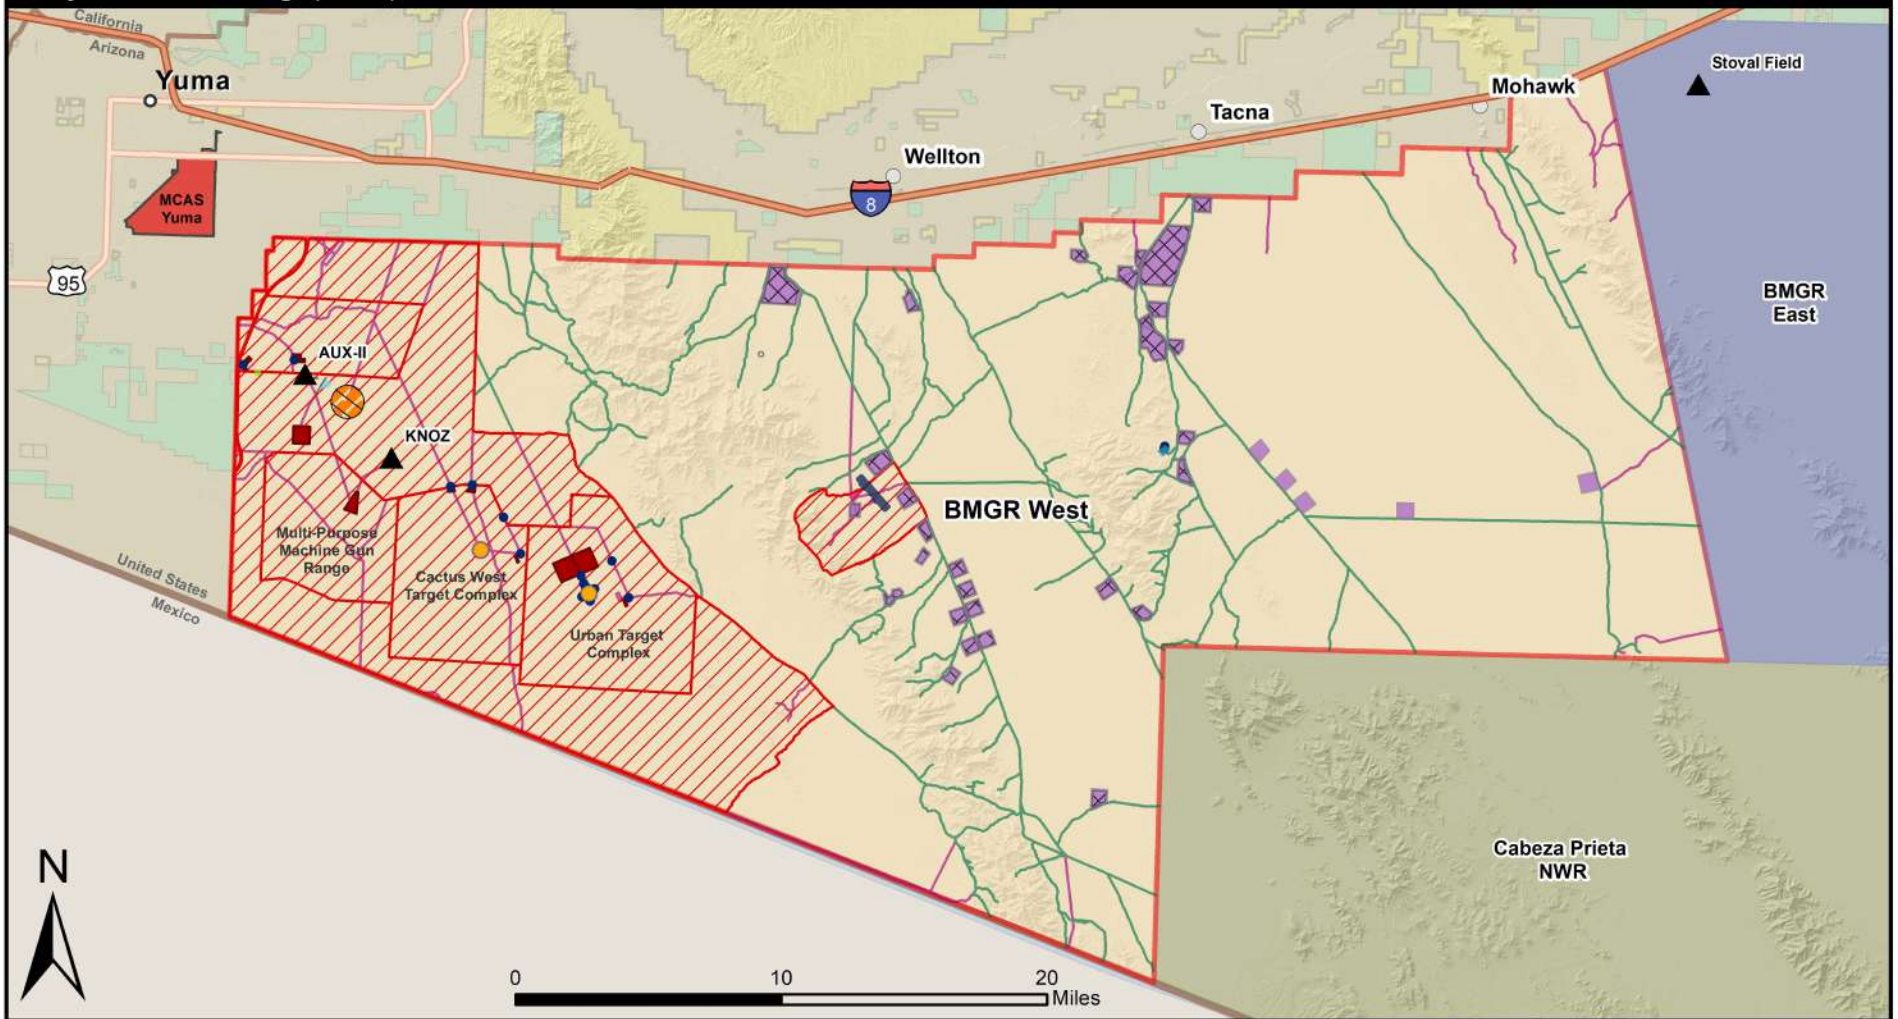 California
Arizona
Yuma
Stoval Field
Mohawk
Tacna
Wellton
8
MCAS
Yuma
95
BMGR
East
AUX-II
KNOZ
BMGR West
Multi-Purpose
Machine Gun
Range
Cactus West
Target Complex
Urban Target
Complex
United States
Mexico
Cabeza Prieta
NWR
N
0
10
20
Miles